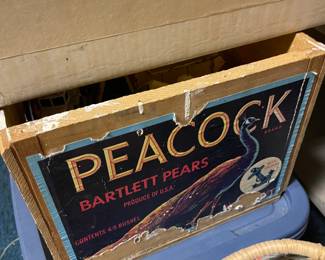 PEACOCK
BRAND
BARTLETT PEARS
PRODUCE OF U.S.A.
CONTENTS 4/5 BUSHEL